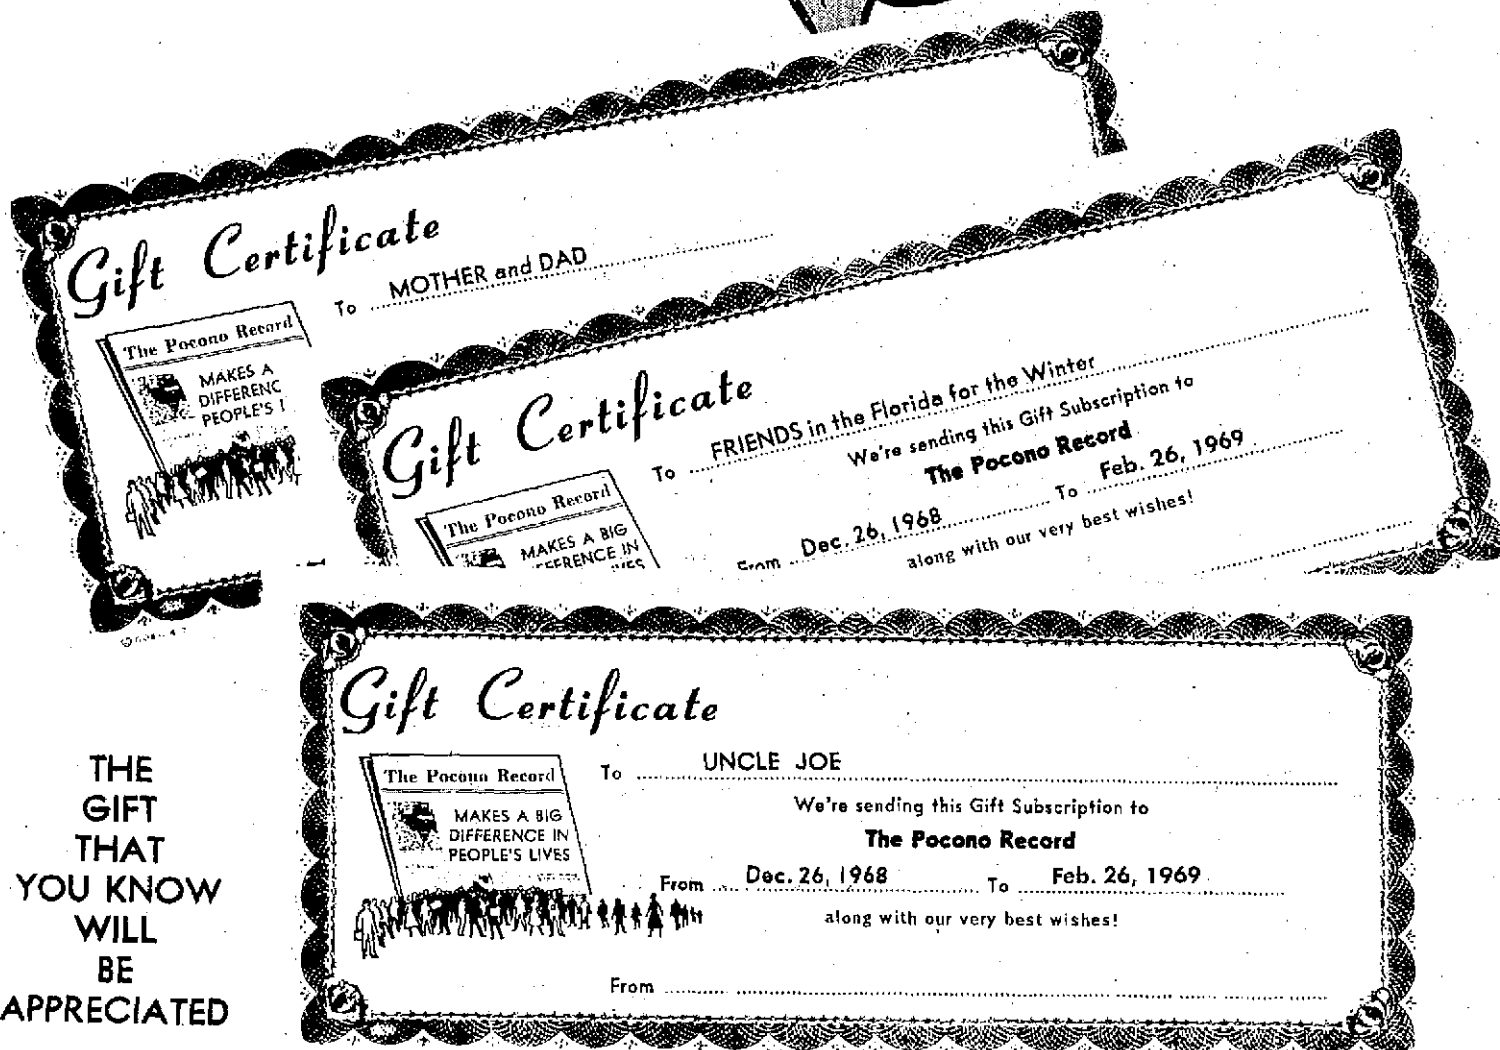 Gift Certificate
To MOTHER and DAD
The Pocono Record
MAKES A
DIFFERENC
PEOPLE'S
Gift Certificate
To FRIENDS in the Florida for the Winter
We're sending this Gift Subscription to
The Pocono Record
From Dec. 26, 1968 To Feb. 26, 1969
along with our very best wishes!
The Pocono Record
MAKES A BIG
FERENCE IN
Gift Certificate
To UNCLE JOE
We're sending this Gift Subscription to
The Pocono Record
From Dec. 26, 1968 To Feb. 26, 1969
along with our very best wishes!
From
The Pocono Record
MAKES A BIG
DIFFERENCE IN
PEOPLE'S LIVES
THE
GIFT
THAT
YOU KNOW
WILL
BE
APPRECIATED